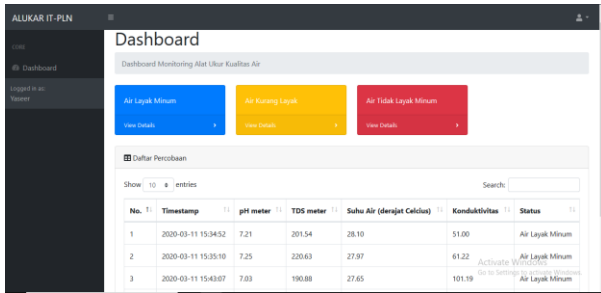 ALUKAR IT-PLN
CORE
Dashboard
Logged in as:
Yaseer
Dashboard
Dashboard Monitoring Alat Ukur Kualitas Air
Air Layak Minum
View Details
Air Kurang Layak
View Details
Air Tidak Layak Minum
View Details
Daftar Percobaan
Show 10 entries
Search:
No. Timestamp pH meter TDS meter Suhu Air (derajat Celcius) Konduktivitas Status
1 2020-03-11 15:34:52 7.21 201.54 28.10 51.00 Air Layak Minum
2 2020-03-11 15:35:10 7.25 220.63 27.97 61.22 Air Layak Minum
3 2020-03-11 15:43:07 7.03 190.88 27.65 101.19 Air Layak Minum
Activate Windows
Go to Settings to activate Windows.